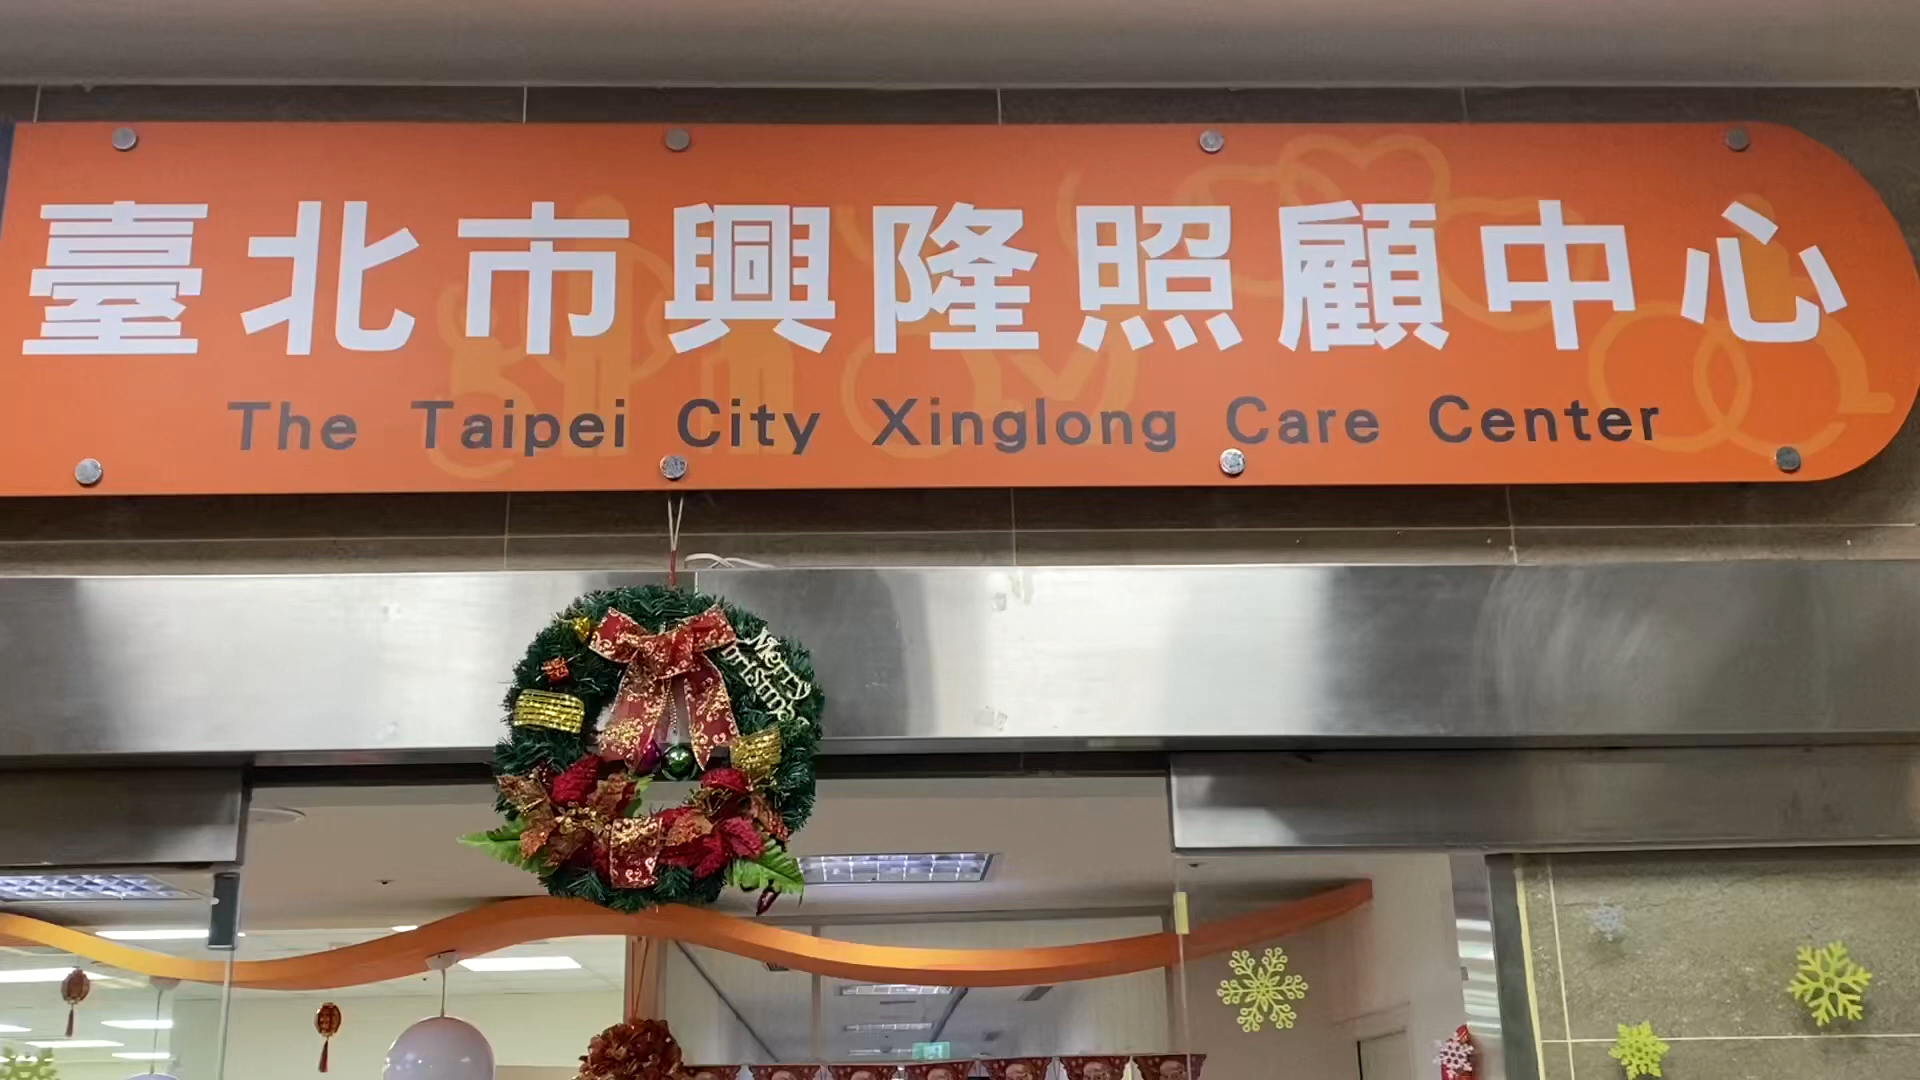 臺北市興隆照顧中心
The Taipei City Xinglong Care Center
Merry
Christmas